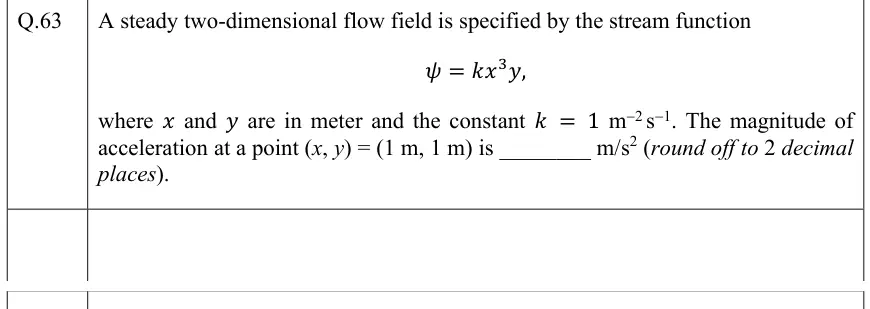 Q.63 A steady two-dimensional flow field is specified by the stream function
𝜓 = 𝑘𝑥³𝑦,
where 𝑥 and 𝑦 are in meter and the constant 𝑘 = 1 m⁻² s⁻¹. The magnitude of
acceleration at a point (x, y) = (1 m, 1 m) is ________ m/s² (round off to 2 decimal
places).